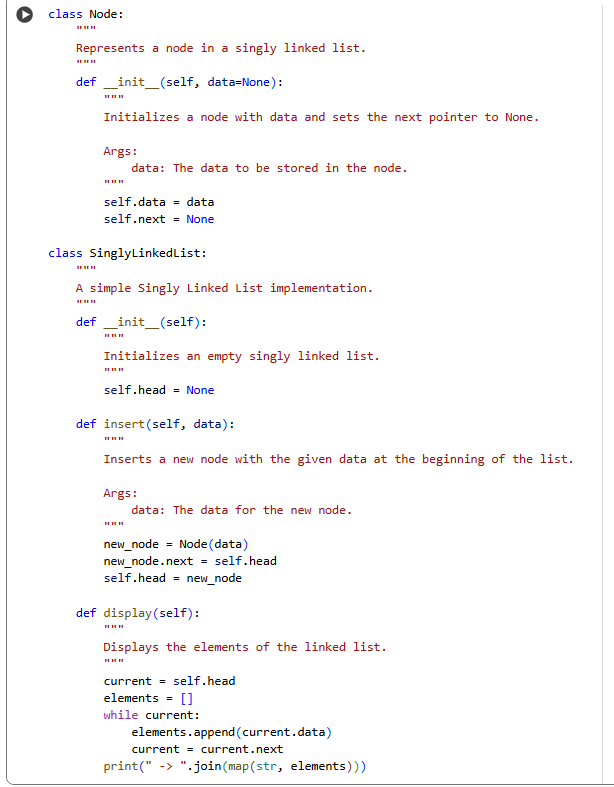 class Node:
    """
    Represents a node in a singly linked list.
    """
    def __init__(self, data=None):
        """
        Initializes a node with data and sets the next pointer to None.

        Args:
            data: The data to be stored in the node.
        """
        self.data = data
        self.next = None

class SinglyLinkedList:
    """
    A simple Singly Linked List implementation.
    """
    def __init__(self):
        """
        Initializes an empty singly linked list.
        """
        self.head = None

    def insert(self, data):
        """
        Inserts a new node with the given data at the beginning of the list.

        Args:
            data: The data for the new node.
        """
        new_node = Node(data)
        new_node.next = self.head
        self.head = new_node

    def display(self):
        """
        Displays the elements of the linked list.
        """
        current = self.head
        elements = []
        while current:
            elements.append(current.data)
            current = current.next
        print(" -> ".join(map(str, elements)))